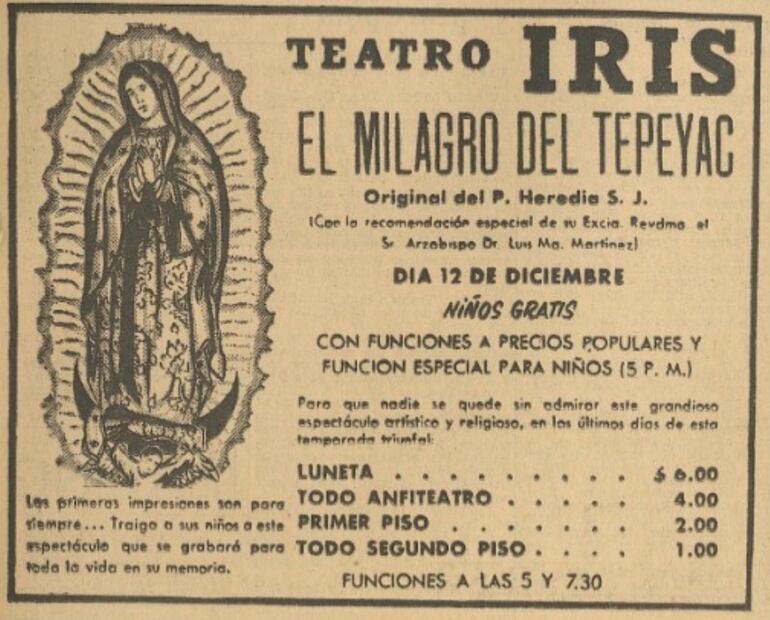 TEATRO IRIS
EL MILAGRO DEL TEPEYAC
Original del P. Heredia S. J.
(Con la recomendación especial de su Excia. Revdma. el
Sr Arzobispo Dr. Luis Ma. Martinez)
DIA 12 DE DICIEMBRE
NIÑOS GRATIS
CON FUNCIONES A PRECIOS POPULARES Y
FUNCION ESPECIAL PARA NIÑOS (5 P. M.)
Para que nadie se quede sin admirar este grandioso
espectáculo artístico y religioso, en los últimos días de esta
temporada triunfal:
LUNETA . . . . . . . . . . $ 6.00
TODO ANFITEATRO . . . . . 4.00
PRIMER PISO . . . . . . . 2.00
TODO SEGUNDO PISO . . . . 1.00
FUNCIONES A LAS 5 Y 7.30
Las primeras impresiones son para
siempre... Traiga a sus niños a este
espectáculo que se grabará para
toda la vida en su memoria.